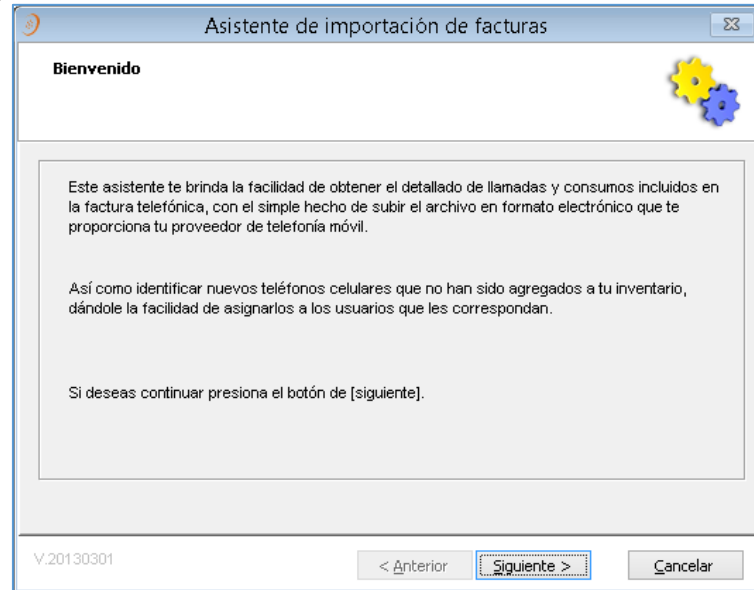 Asistente de importación de facturas
Bienvenido
Este asistente te brinda la facilidad de obtener el detallado de llamadas y consumos incluidos en
la factura telefónica, con el simple hecho de subir el archivo en formato electrónico que te
proporciona tu proveedor de telefonía móvil.
Así como identificar nuevos teléfonos celulares que no han sido agregados a tu inventario,
dándole la facilidad de asignarlos a los usuarios que les correspondan.
Si deseas continuar presiona el botón de [siguiente].
V.20130301
< Anterior
Siguiente >
Cancelar